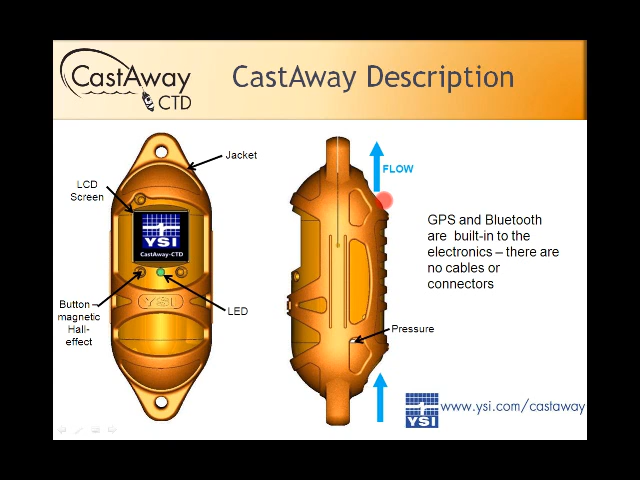 CastAway
CTD
CastAway Description
Jacket
LCD
Screen
YSI
CastAway-CTD
Button –
magnetic
Hall-
effect
LED
YSI
FLOW
Pressure
GPS and Bluetooth
are built-in to the
electronics – there are
no cables or
connectors
YSI
www.ysi.com/castaway